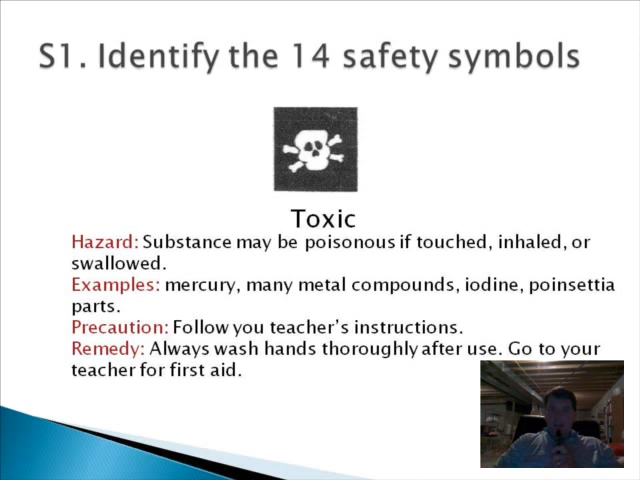 S1. Identify the 14 safety symbols
Toxic
Hazard: Substance may be poisonous if touched, inhaled, or
swallowed.
Examples: mercury, many metal compounds, iodine, poinsettia
parts.
Precaution: Follow you teacher's instructions.
Remedy: Always wash hands thoroughly after use. Go to your
teacher for first aid.